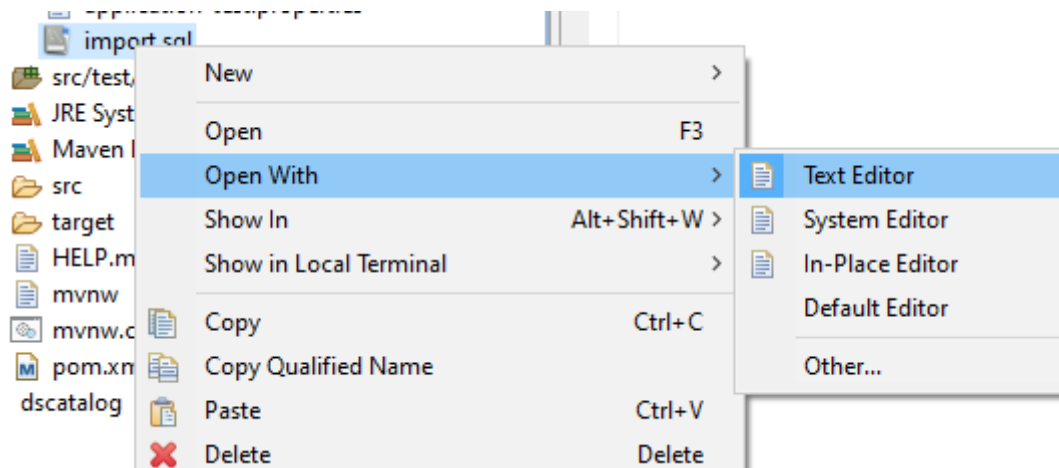 import.sql
src/test/
JRE Syst
Maven
src
target
HELP.m
mvnw
mvnw.c
pom.xm
dscatalog
New >
Open F3
Open With >
Show In Alt+Shift+W >
Show in Local Terminal >
Copy Ctrl+C
Copy Qualified Name
Paste Ctrl+V
Delete Delete
Text Editor
System Editor
In-Place Editor
Default Editor
Other...